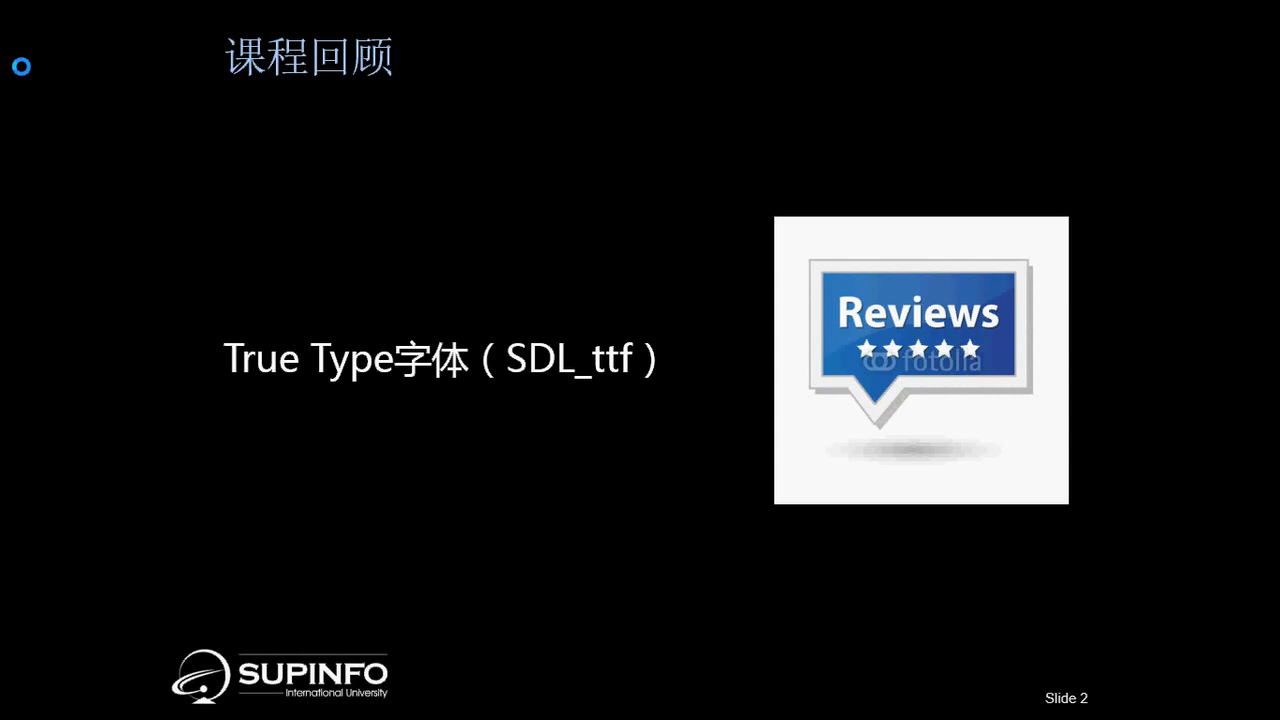 课程回顾
True Type字体（SDL_ttf）
Reviews
fotolia
SUPINFO
International University
Slide 2